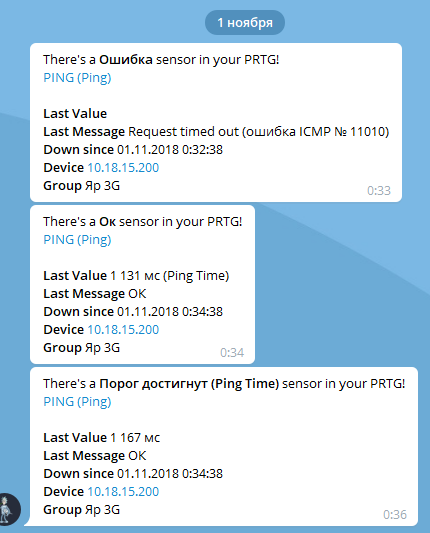 1 ноября
There's a Ошибка sensor in your PRTG!
PING (Ping)
Last Value
Last Message Request timed out (ошибка ICMP № 11010)
Down since 01.11.2018 0:32:38
Device 10.18.15.200
Group Яр 3G
0:33
There's a Ок sensor in your PRTG!
PING (Ping)
Last Value 1 131 мс (Ping Time)
Last Message OK
Down since 01.11.2018 0:34:38
Device 10.18.15.200
Group Яр 3G
0:34
There's a Порог достигнут (Ping Time) sensor in your PRTG!
PING (Ping)
Last Value 1 167 мс
Last Message OK
Down since 01.11.2018 0:34:38
Device 10.18.15.200
Group Яр 3G
0:36